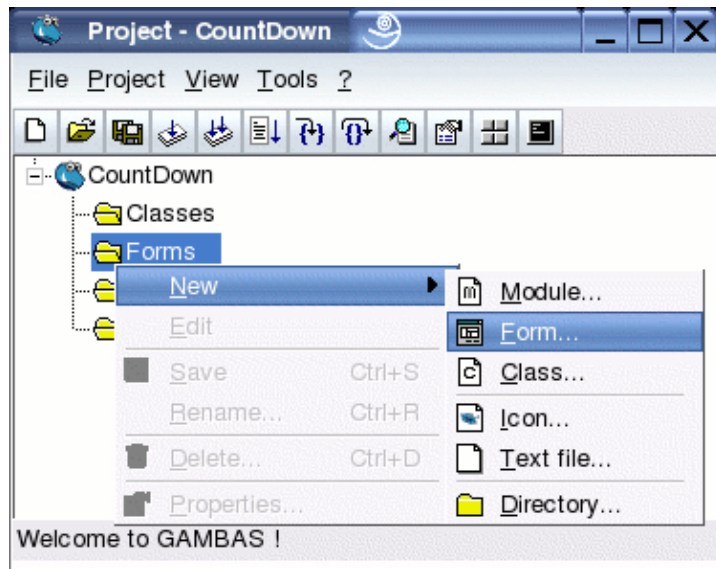 Project - CountDown
File Project View Tools ?
CountDown
Classes
Forms
New
Edit
Save Ctrl+S
Rename... Ctrl+R
Delete... Ctrl+D
Properties...
Module...
Form...
Class...
Icon...
Text file...
Directory...
Welcome to GAMBAS !